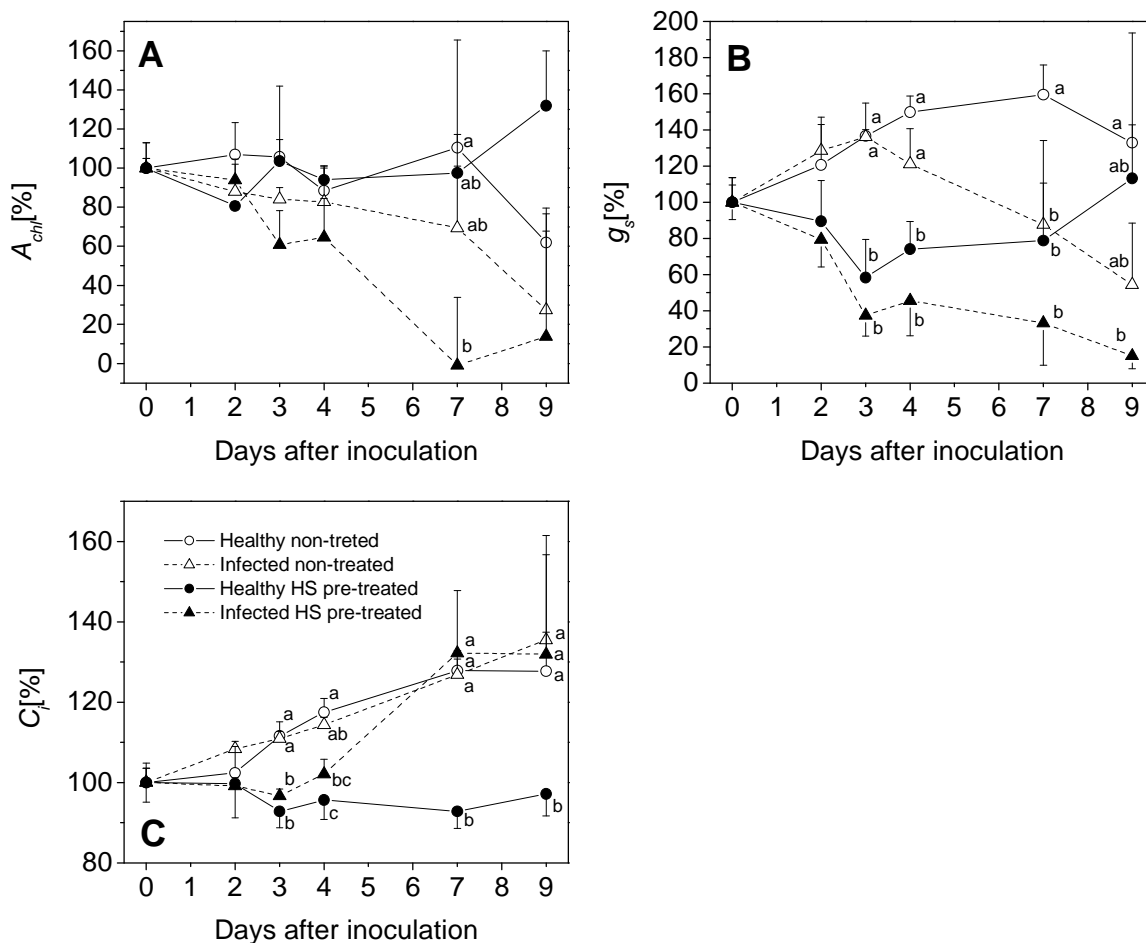 A
160
140
120
100
80
60
40
20
0
A_chl[%]
a
ab
ab
b
0 1 2 3 4 5 6 7 8 9
Days after inoculation
B
200
180
160
140
120
100
80
60
40
20
0
g_s[%]
a
a
a
a
a
a
ab
b
b
b
b
ab
b
b
b
b
0 1 2 3 4 5 6 7 8 9
Days after inoculation
Healthy non-treted
Infected non-treated
Healthy HS pre-treated
Infected HS pre-treated
160
140
120
100
80
C_i[%]
a
a
a
a
a
a
a
a
a
ab
a
b
bc
b
c
b
b
C
0 1 2 3 4 5 6 7 8 9
Days after inoculation